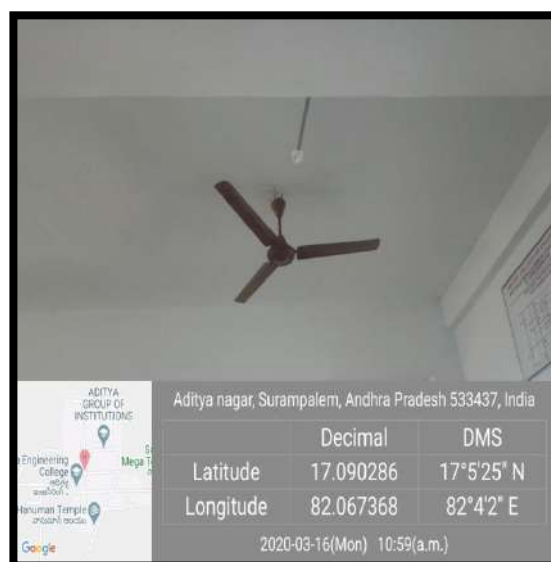 ADITYA
GROUP OF
INSTITUTIONS
Engineering
College
Mega
Hanuman Temple
Google
Aditya nagar, Surampalem, Andhra Pradesh 533437, India
Decimal DMS
Latitude 17.090286 17°5'25" N
Longitude 82.067368 82°4'2" E
2020-03-16(Mon) 10:59(a.m.)